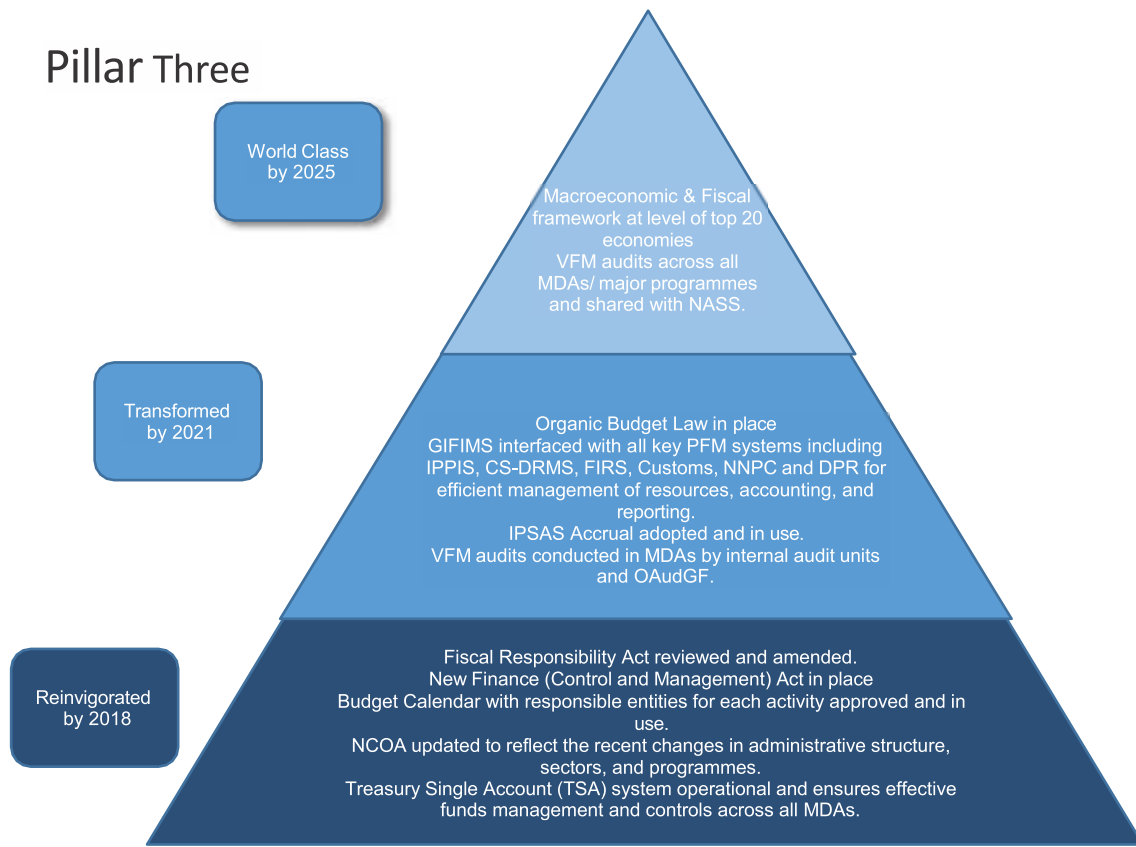 Pillar Three
World Class
by 2025
Macroeconomic & Fiscal
framework at level of top 20
economies
VFM audits across all
MDAs/ major programmes
and shared with NASS.
Transformed
by 2021
Organic Budget Law in place
GIFIMS interfaced with all key PFM systems including
IPPIS, CS-DRMS, FIRS, Customs, NNPC and DPR for
efficient management of resources, accounting, and
reporting.
IPSAS Accrual adopted and in use.
VFM audits conducted in MDAs by internal audit units
and OAudGF.
Reinvigorated
by 2018
Fiscal Responsibility Act reviewed and amended.
New Finance (Control and Management) Act in place
Budget Calendar with responsible entities for each activity approved and in
use.
NCOA updated to reflect the recent changes in administrative structure,
sectors, and programmes.
Treasury Single Account (TSA) system operational and ensures effective
funds management and controls across all MDAs.